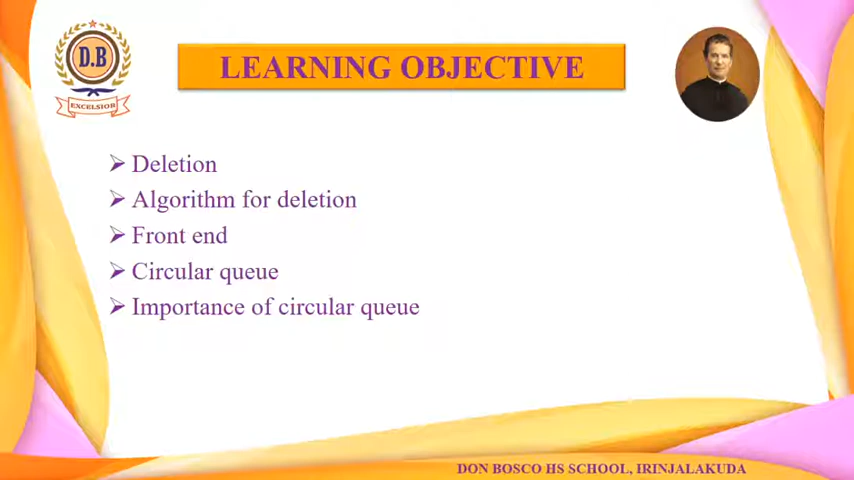 D.B
EXCELSIOR
LEARNING OBJECTIVE
Deletion
Algorithm for deletion
Front end
Circular queue
Importance of circular queue
DON BOSCO HS SCHOOL, IRINJALAKUDA